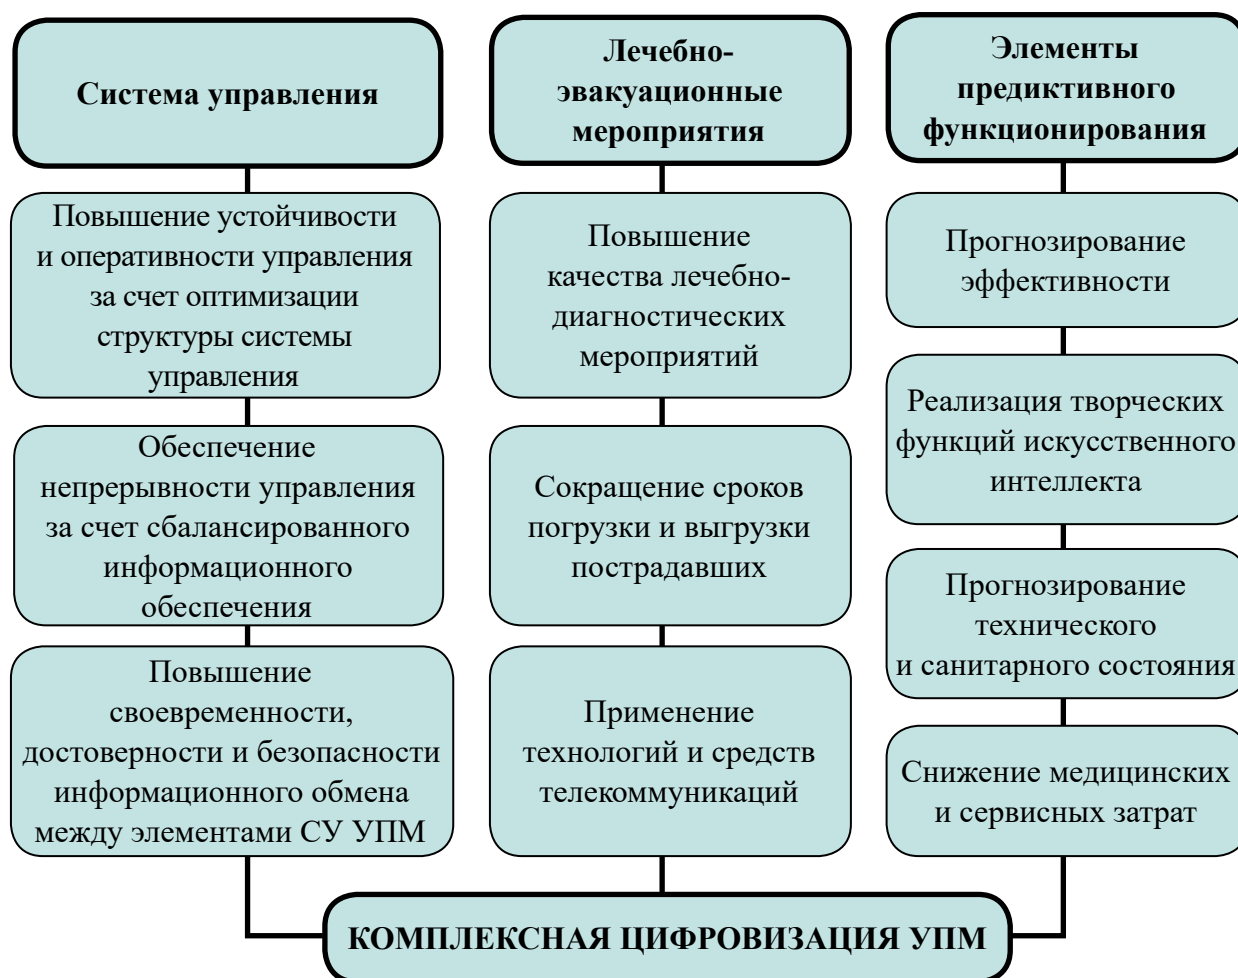 Система управления
Повышение устойчивости
и оперативности управления
за счет оптимизации
структуры системы
управления
Обеспечение
непрерывности управления
за счет сбалансированного
информационного
обеспечения
Повышение
своевременности,
достоверности и безопасности
информационного обмена
между элементами СУ УПМ
Лечебно-
эвакуационные
мероприятия
Повышение
качества лечебно-
диагностических
мероприятий
Сокращение сроков
погрузки и выгрузки
пострадавших
Применение
технологий и средств
телекоммуникаций
Элементы
предиктивного
функционирования
Прогнозирование
эффективности
Реализация творческих
функций искусственного
интеллекта
Прогнозирование
технического
и санитарного состояния
Снижение медицинских
и сервисных затрат
КОМПЛЕКСНАЯ ЦИФРОВИЗАЦИЯ УПМ